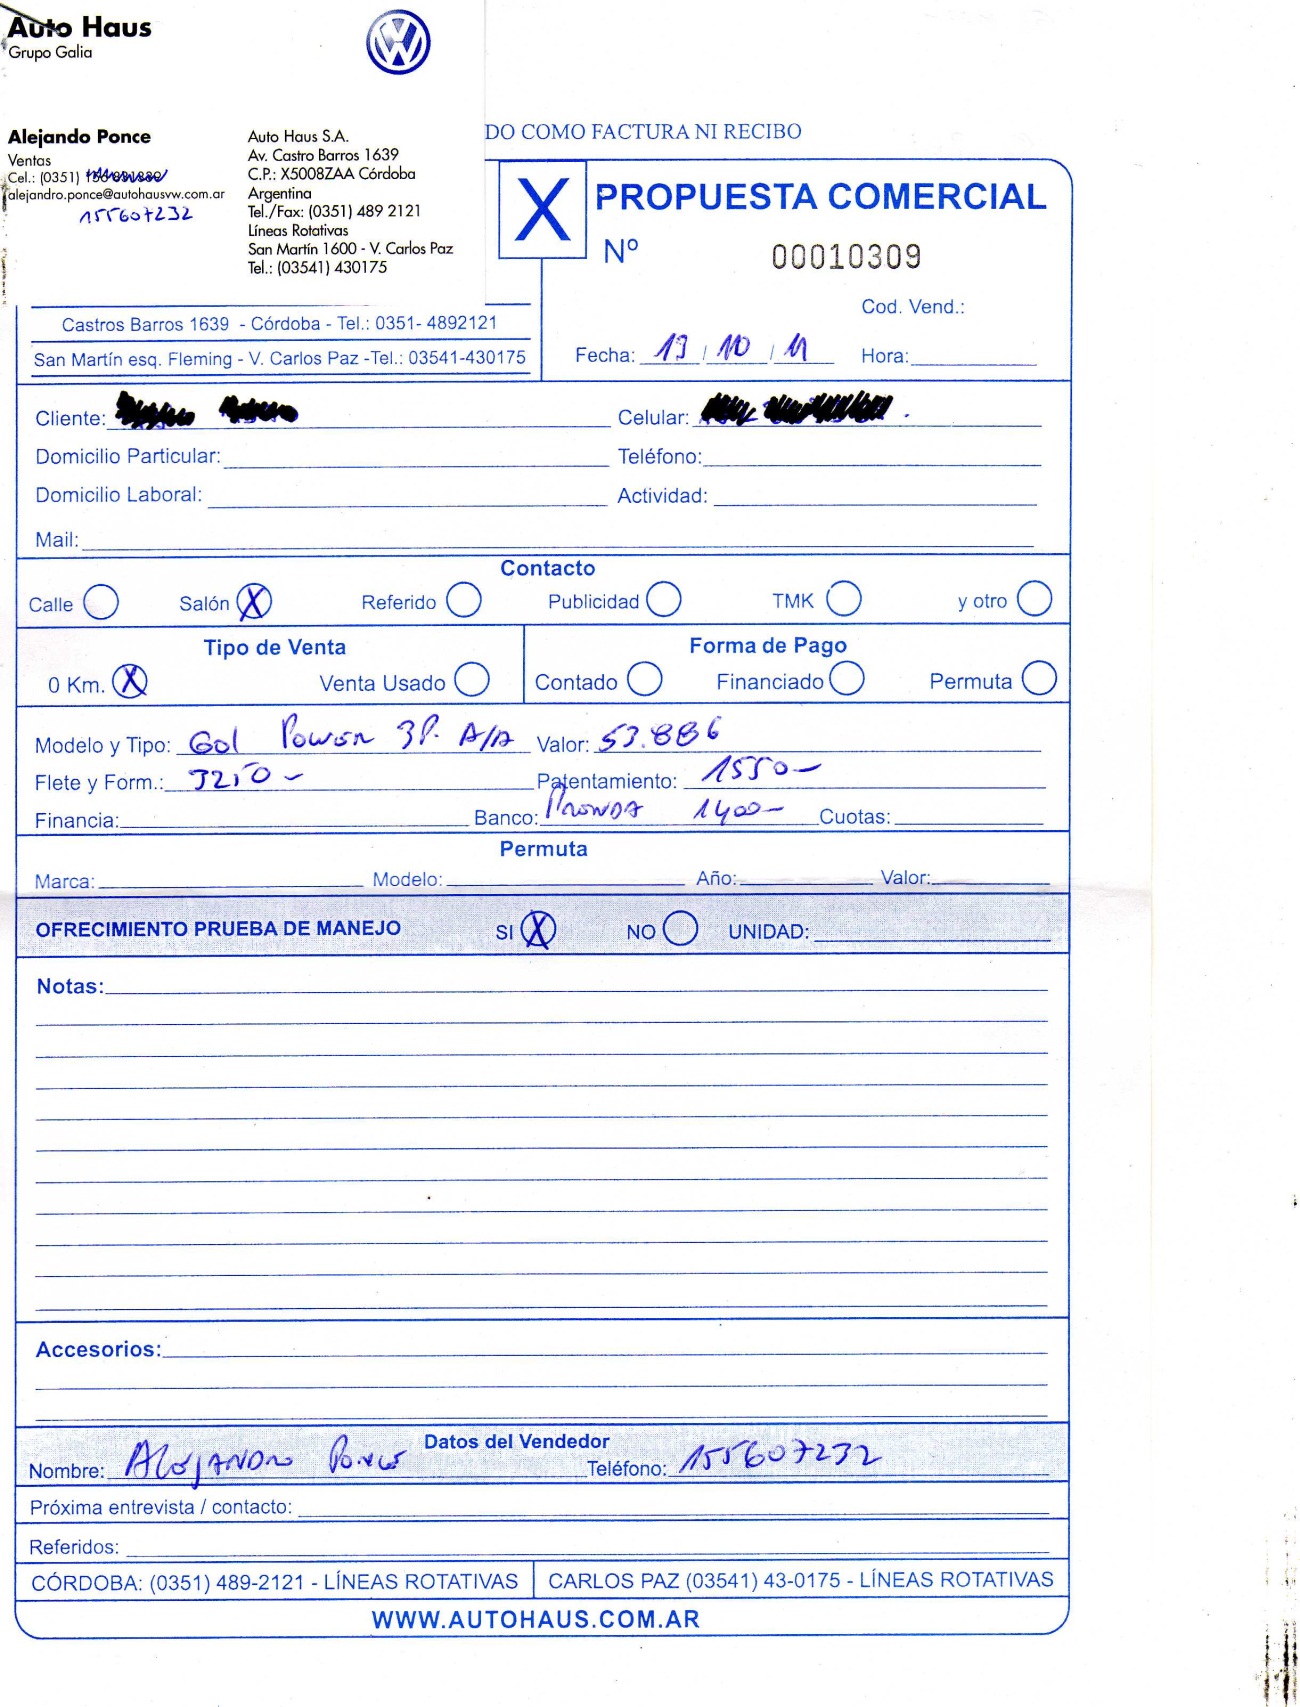 Auto Haus
Grupo Galia
Alejando Ponce
Ventas
Cel.: (0351)
alejandro.ponce@autohausvw.com.ar
155607232
Auto Haus S.A.
Av. Castro Barros 1639
C.P.: X5008ZAA Córdoba
Argentina
Tel./Fax: (0351) 489 2121
Líneas Rotativas
San Martín 1600 - V. Carlos Paz
Tel.: (03541) 430175
DO COMO FACTURA NI RECIBO
X PROPUESTA COMERCIAL
Nº 00010309
Cod. Vend.:
Castros Barros 1639 - Córdoba - Tel.: 0351- 4892121
San Martín esq. Fleming - V. Carlos Paz -Tel.: 03541-430175
Fecha: 19 / 10 / 11 Hora:
Cliente: Celular:
Domicilio Particular: Teléfono:
Domicilio Laboral: Actividad:
Mail:
Contacto
Calle Salón X Referido Publicidad TMK y otro
Tipo de Venta Forma de Pago
0 Km. X Venta Usado Contado Financiado Permuta
Modelo y Tipo: Gol Power 3P. A/A Valor: 53.886
Flete y Form.: 3250- Patentamiento: 1550-
Financia: Banco: Prenda 1400- Cuotas:
Permuta
Marca: Modelo: Año: Valor:
OFRECIMIENTO PRUEBA DE MANEJO SI X NO UNIDAD:
Notas:
Accesorios:
Datos del Vendedor
Nombre: Alejandro Ponce Teléfono: 155607232
Próxima entrevista / contacto:
Referidos:
CÓRDOBA: (0351) 489-2121 - LÍNEAS ROTATIVAS CARLOS PAZ (03541) 43-0175 - LÍNEAS ROTATIVAS
WWW.AUTOHAUS.COM.AR